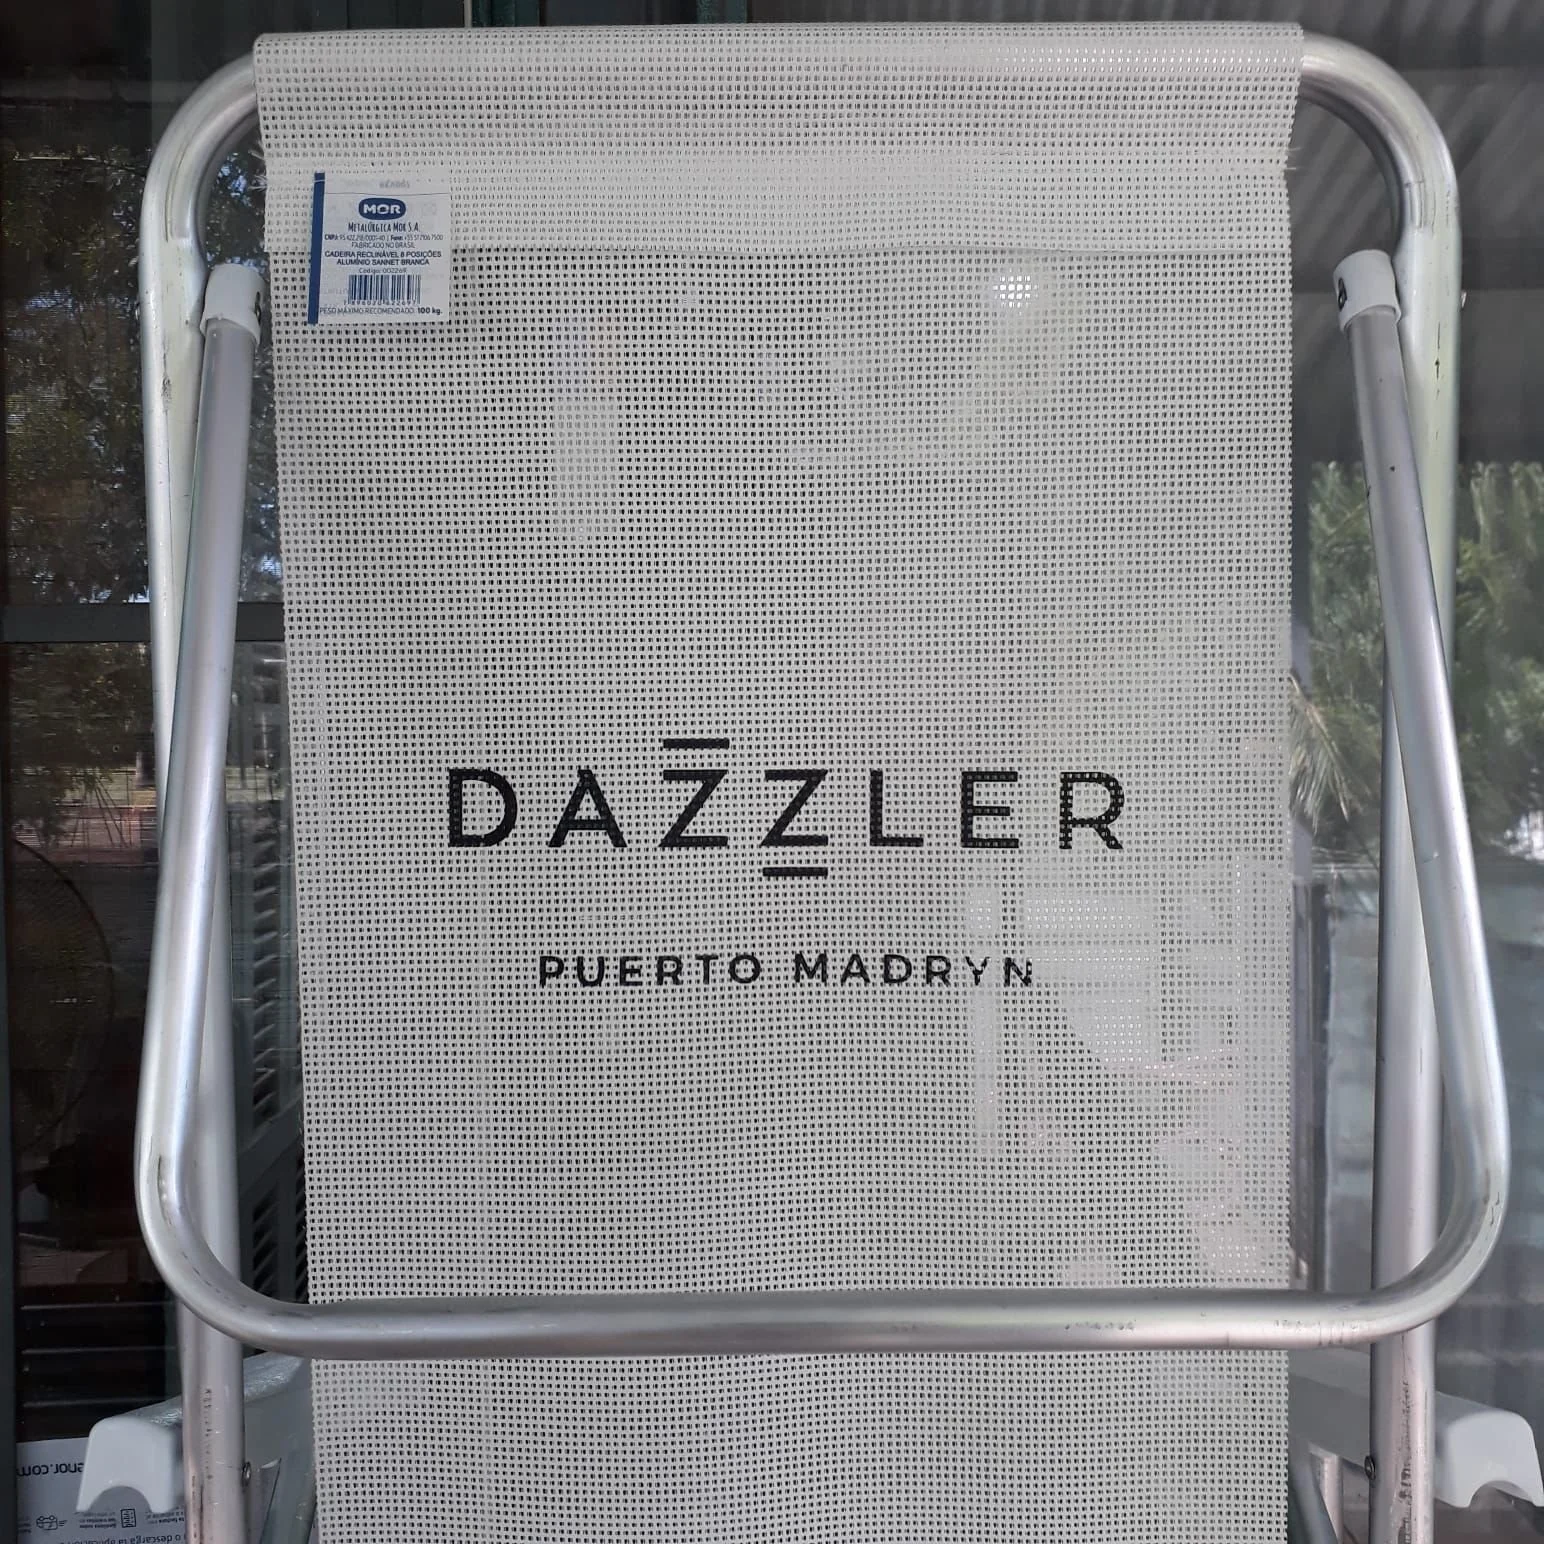 MOR
METALÚRGICA MOR S.A.
FABRICADO NO BRASIL
CADEIRA RECLINÁVEL 8 POSIÇÕES
ALUMÍNIO SANNET BRANCA
PESO MÁXIMO RECOMENDADO: 100 kg.
DAZZLER
PUERTO MADRYN